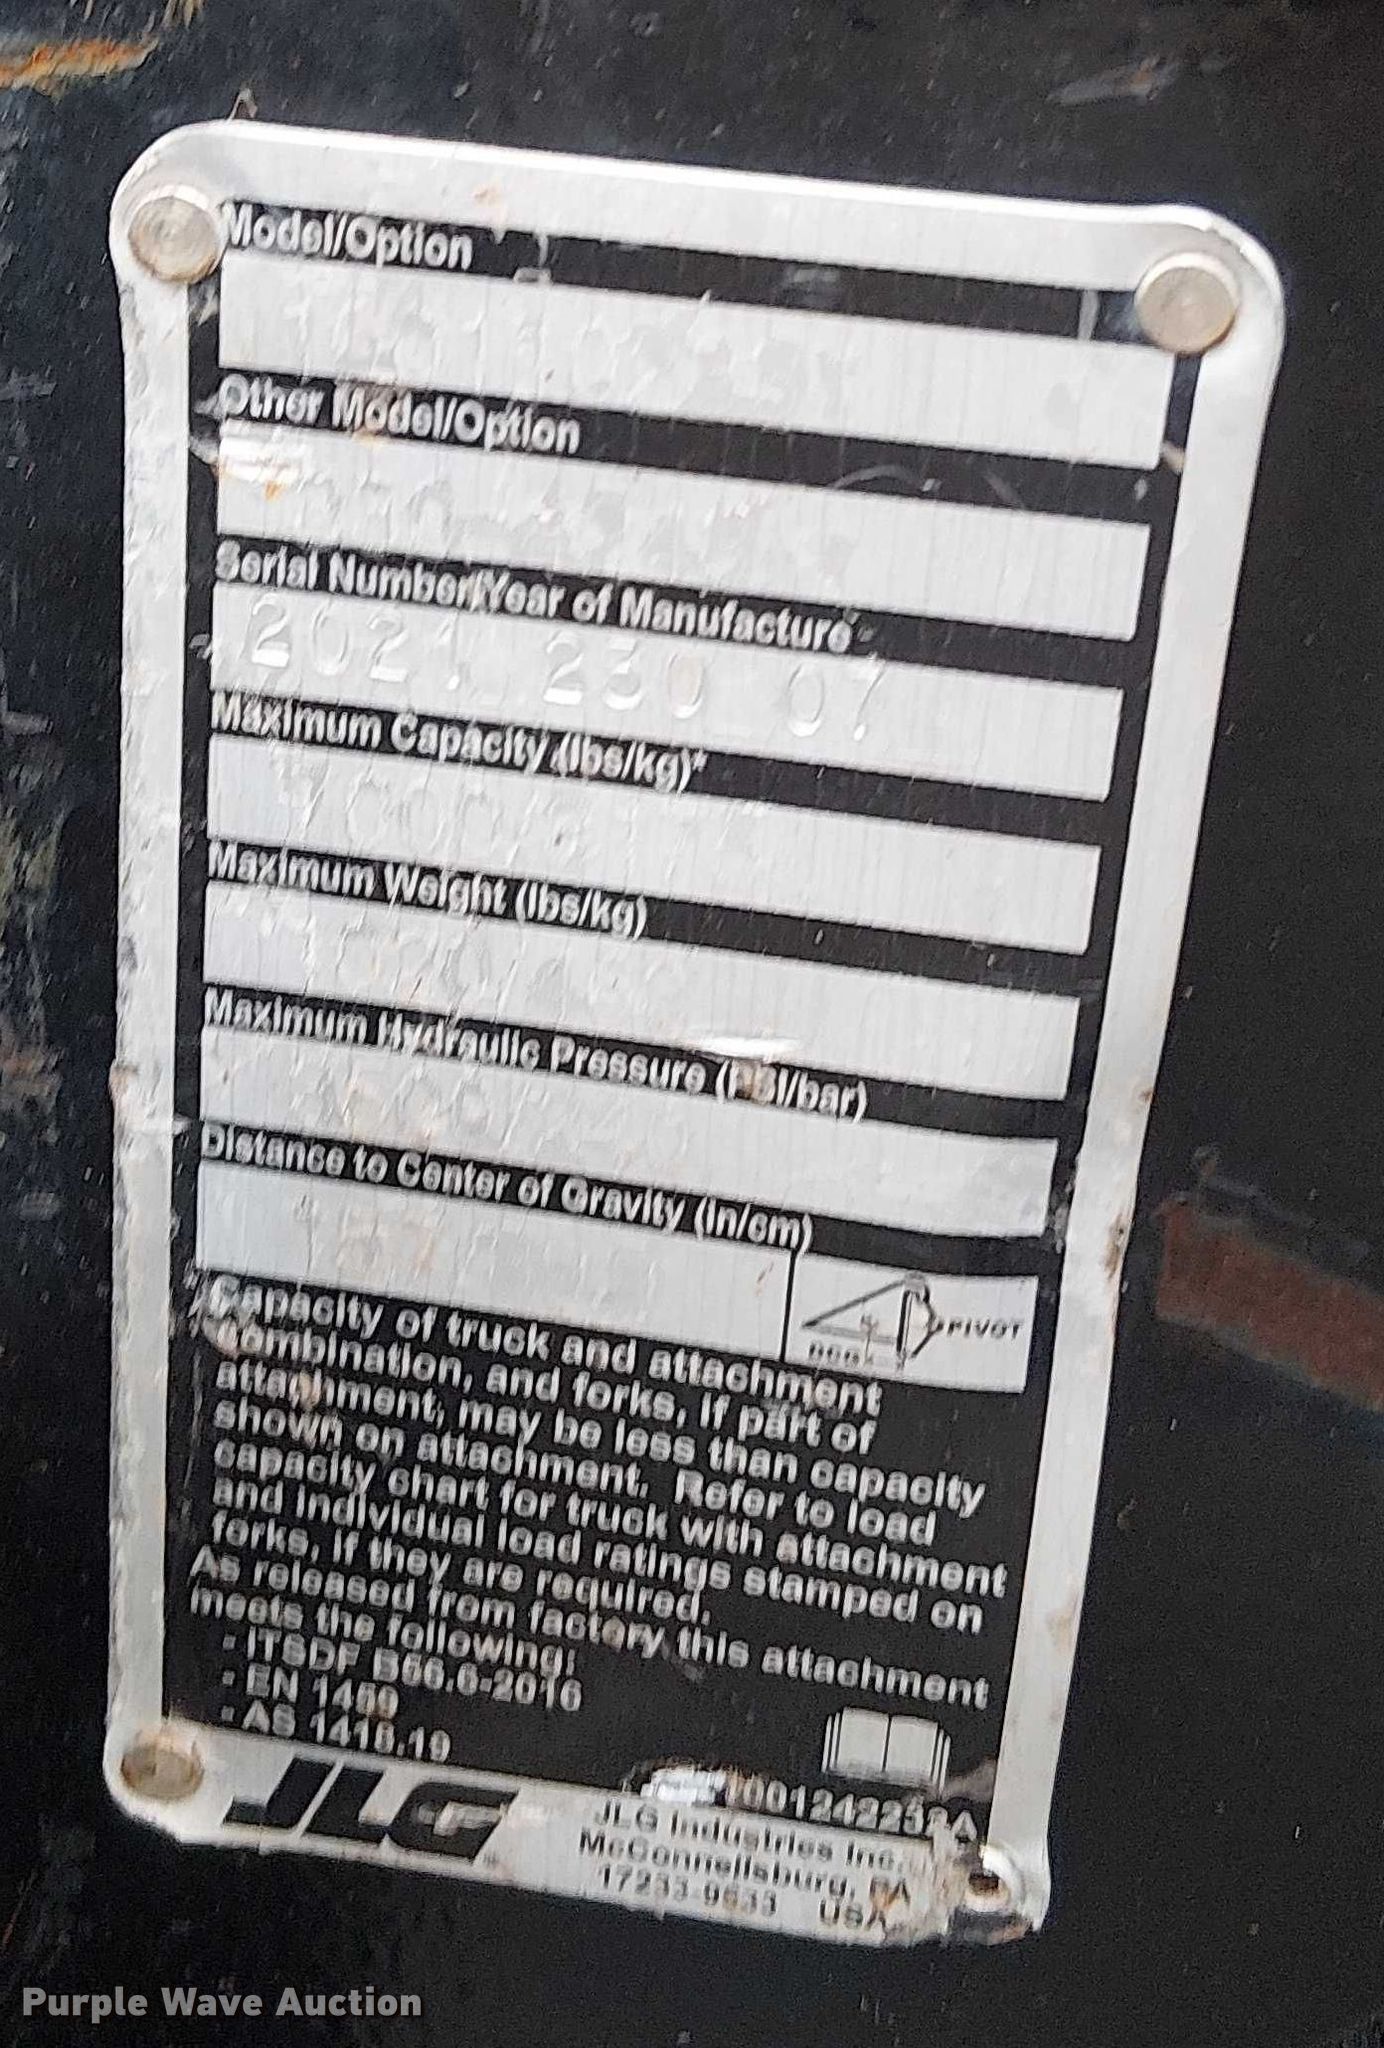 Model/Option
Other Model/Option
Serial Number/Year of Manufacture
2021 230 07
Maximum Capacity (lbs/kg)*
Maximum Weight (lbs/kg)
Maximum Hydraulic Pressure (PSI/bar)
Distance to Center of Gravity (in/cm)
PIVOT
DCG
*Capacity of truck and attachment
combination, and forks, if part of
attachment, may be less than capacity
shown on attachment. Refer to load
capacity chart for truck with attachment
and individual load ratings stamped on
forks, if they are required.
As released from factory this attachment
meets the following:
- ITSDF B56.6-2016
- EN 1459
- AS 1418.19
JLG
JLG Industries Inc.
McConnellsburg, PA
17233-9533 USA
Purple Wave Auction